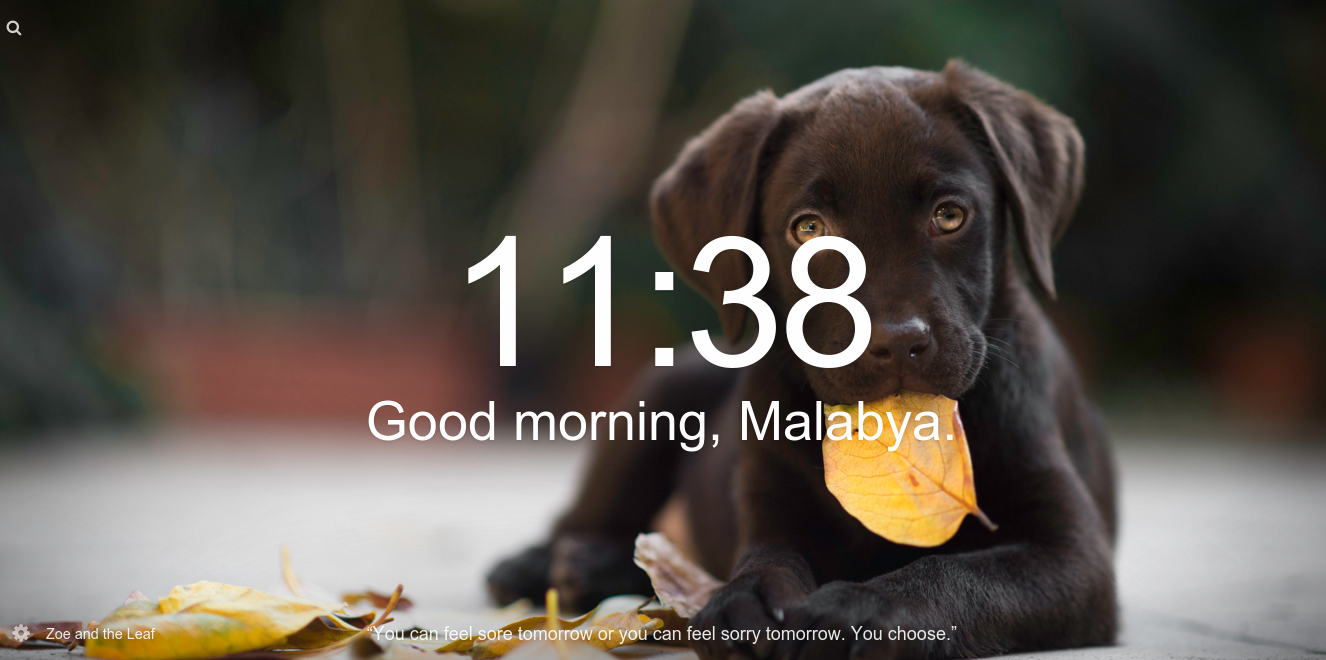 11:38
Good morning, Malabya.
Zoe and the Leaf
“You can feel sore tomorrow or you can feel sorry tomorrow. You choose.”